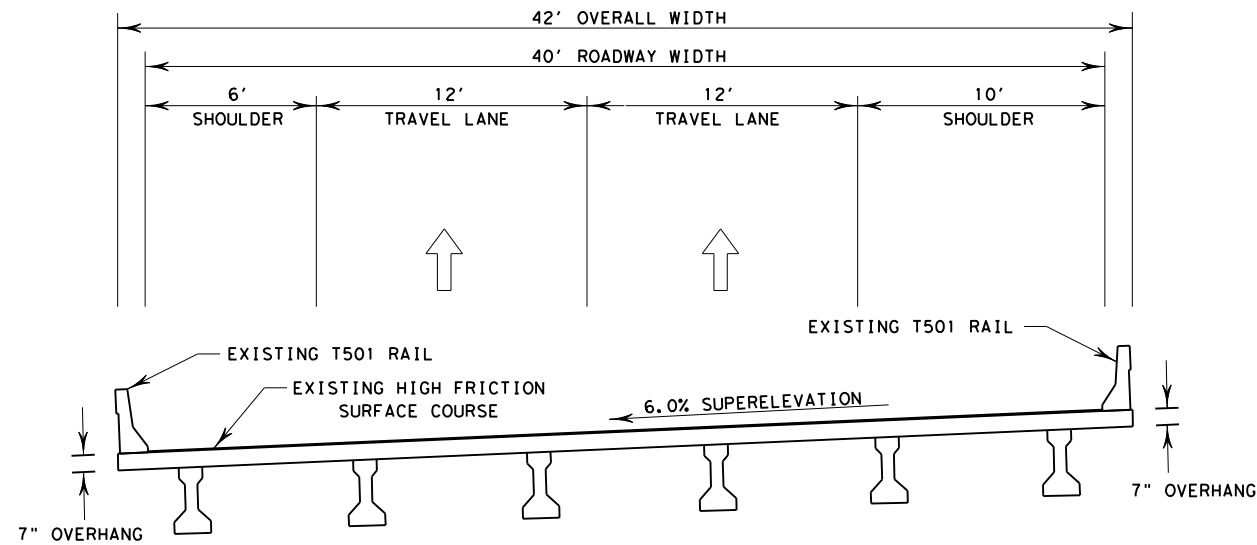 42' OVERALL WIDTH
40' ROADWAY WIDTH
6'
SHOULDER
12'
TRAVEL LANE
12'
TRAVEL LANE
10'
SHOULDER
EXISTING T501 RAIL
EXISTING T501 RAIL
EXISTING HIGH FRICTION
SURFACE COURSE
6.0% SUPERELEVATION
7" OVERHANG
7" OVERHANG